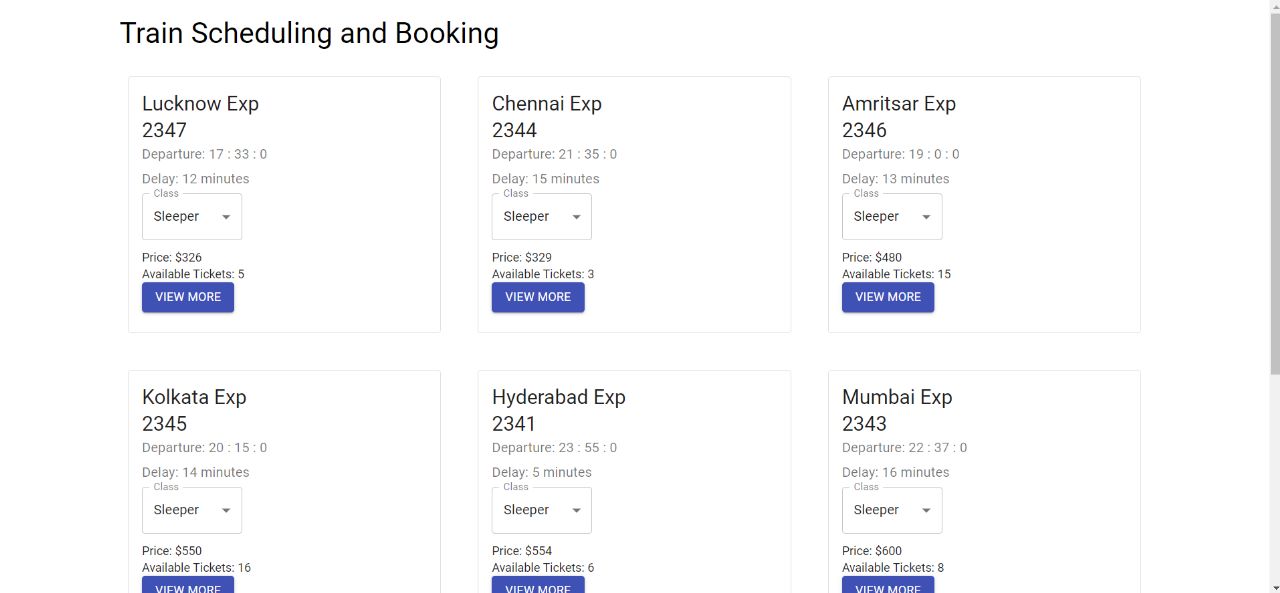 Train Scheduling and Booking
Lucknow Exp
2347
Departure: 17 : 33 : 0
Delay: 12 minutes
Class
Sleeper
Price: $326
Available Tickets: 5
VIEW MORE
Chennai Exp
2344
Departure: 21 : 35 : 0
Delay: 15 minutes
Class
Sleeper
Price: $329
Available Tickets: 3
VIEW MORE
Amritsar Exp
2346
Departure: 19 : 0 : 0
Delay: 13 minutes
Class
Sleeper
Price: $480
Available Tickets: 15
VIEW MORE
Kolkata Exp
2345
Departure: 20 : 15 : 0
Delay: 14 minutes
Class
Sleeper
Price: $550
Available Tickets: 16
VIEW MORE
Hyderabad Exp
2341
Departure: 23 : 55 : 0
Delay: 5 minutes
Class
Sleeper
Price: $554
Available Tickets: 6
VIEW MORE
Mumbai Exp
2343
Departure: 22 : 37 : 0
Delay: 16 minutes
Class
Sleeper
Price: $600
Available Tickets: 8
VIEW MORE